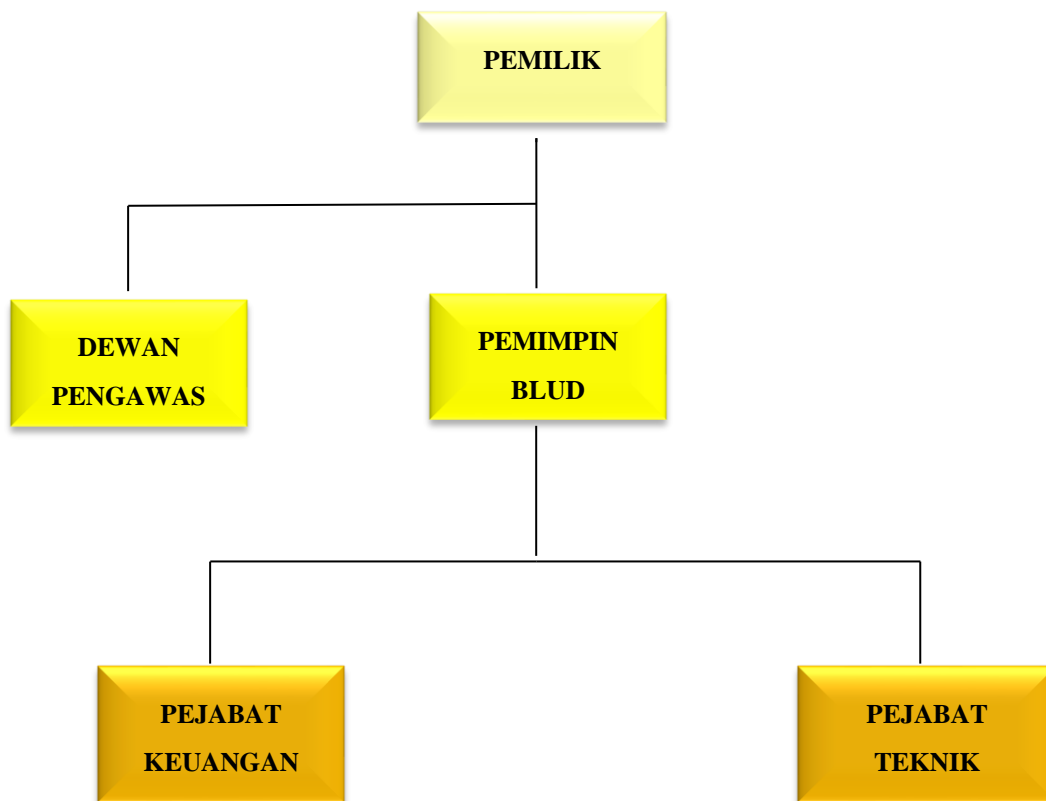 PEMILIK
DEWAN
PENGAWAS
PEMIMPIN
BLUD
PEJABAT
KEUANGAN
PEJABAT
TEKNIK